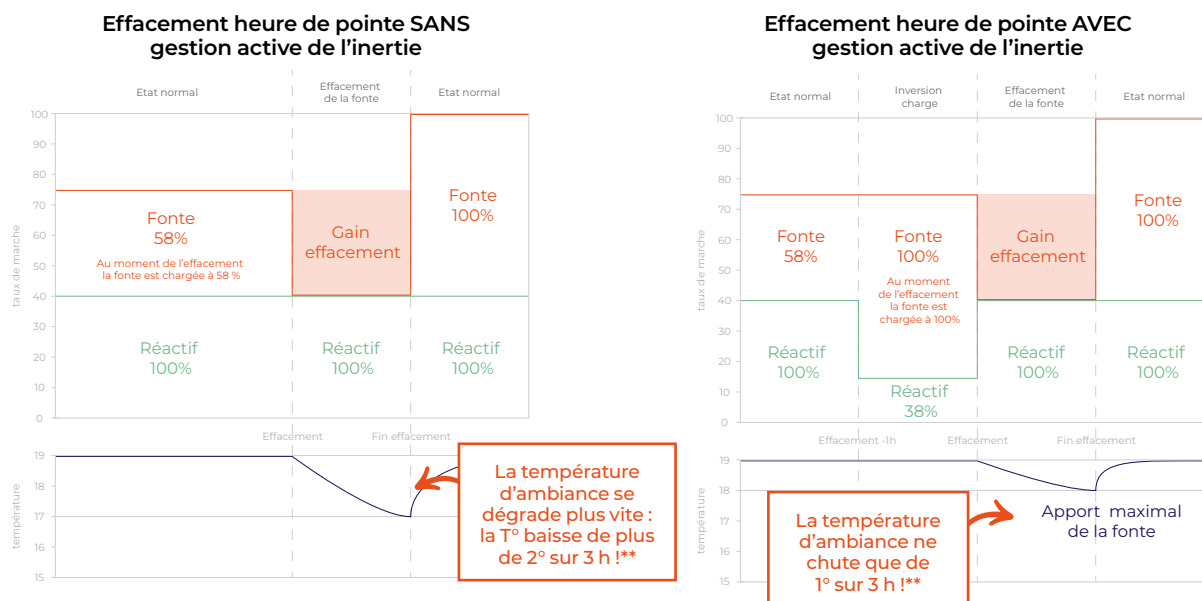 Effacement heure de pointe SANS
gestion active de l'inertie
Etat normal
Effacement
de la fonte
Etat normal
100
90
80
70
60
50
40
30
20
10
0
taux de marche
Fonte
58%
Au moment de l'effacement
la fonte est chargée à 58 %
Gain
effacement
Fonte
100%
Réactif
100%
Réactif
100%
Réactif
100%
Effacement
Fin effacement
19
18
17
16
15
température
La température
d'ambiance se
dégrade plus vite :
la T° baisse de plus
de 2° sur 3 h !**
Effacement heure de pointe AVEC
gestion active de l'inertie
Etat normal
Inversion
charge
Effacement
de la fonte
Etat normal
100
90
80
70
60
50
40
30
20
10
0
taux de marche
Fonte
58%
Fonte
100%
Au moment
de l'effacement
la fonte est
chargée à 100%
Gain
effacement
Fonte
100%
Réactif
100%
Réactif
38%
Réactif
100%
Réactif
100%
Effacement -1h
Effacement
Fin effacement
19
18
17
16
15
température
La température
d'ambiance ne
chute que de
1° sur 3 h !**
Apport maximal
de la fonte